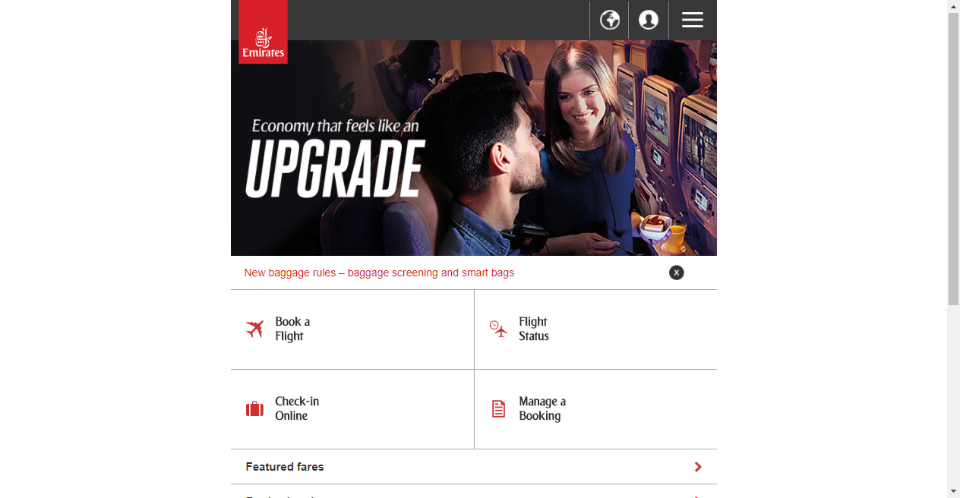 Emirates
Economy that feels like an
UPGRADE
New baggage rules – baggage screening and smart bags
X
Book a
Flight
Flight
Status
Check-in
Online
Manage a
Booking
Featured fares